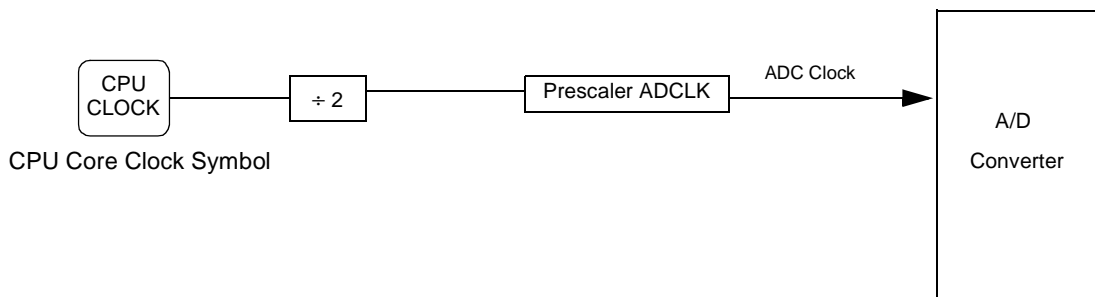 CPU
CLOCK
CPU Core Clock Symbol
÷ 2
Prescaler ADCLK
ADC Clock
A/D
Converter